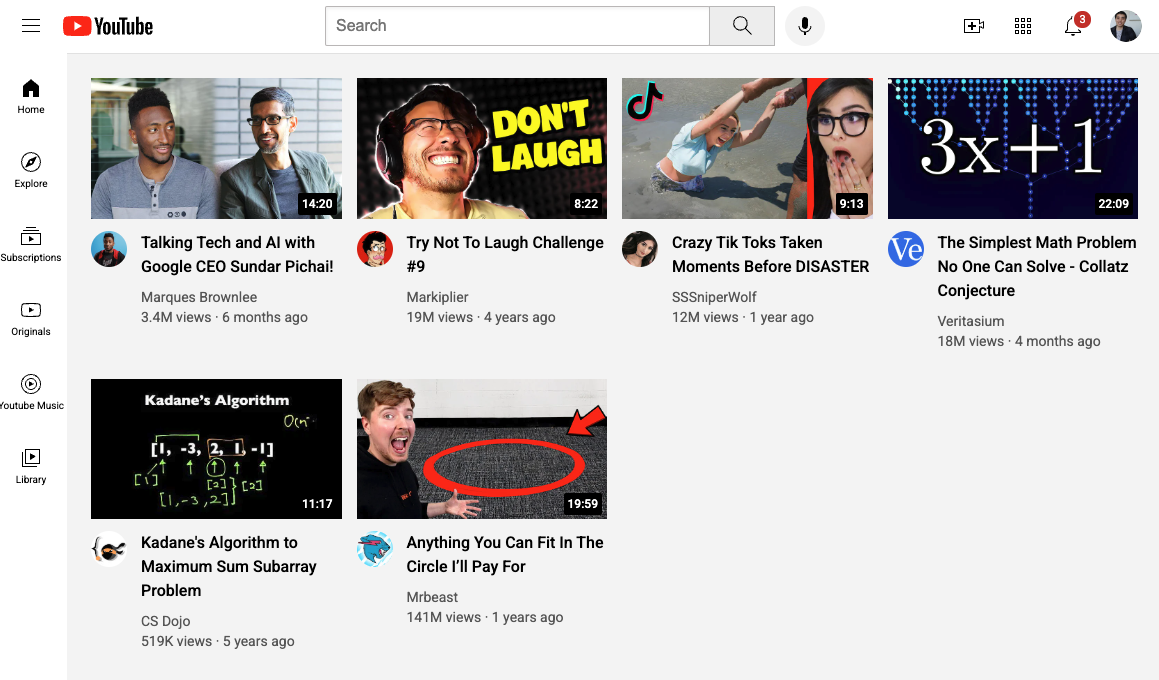 YouTube
Search
3
Home
Explore
Subscriptions
Originals
Youtube Music
Library
DON'T
LAUGH
3x+1
14:20
8:22
9:13
22:09
Talking Tech and AI with
Google CEO Sundar Pichai!
Marques Brownlee
3.4M views · 6 months ago
Try Not To Laugh Challenge
#9
Markiplier
19M views · 4 years ago
Crazy Tik Toks Taken
Moments Before DISASTER
SSSniperWolf
12M views · 1 year ago
Ve
The Simplest Math Problem
No One Can Solve - Collatz
Conjecture
Veritasium
18M views · 4 months ago
Kadane's Algorithm
[1, -3, 2, 1, -1]
[1]
[2]
[2]
[1, -3, 2]
11:17
19:59
Kadane's Algorithm to
Maximum Sum Subarray
Problem
CS Dojo
519K views · 5 years ago
Anything You Can Fit In The
Circle I’ll Pay For
Mrbeast
141M views · 1 years ago